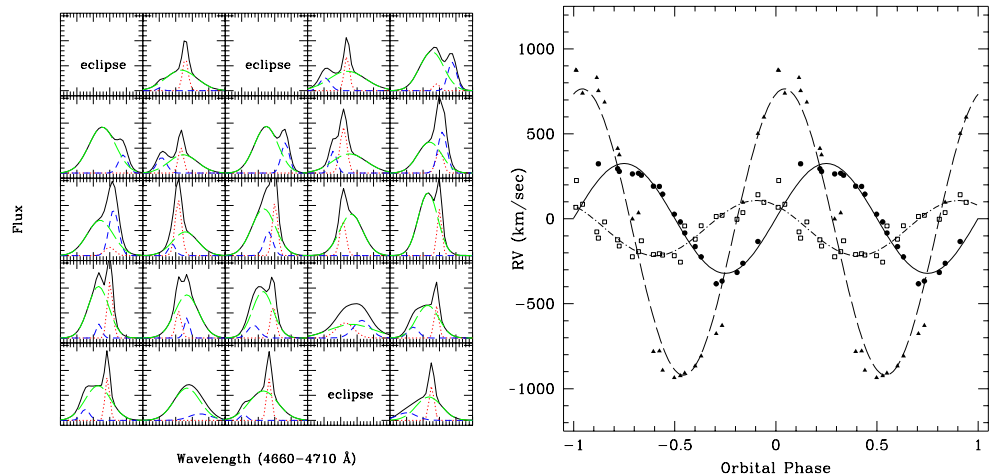 eclipse
eclipse
eclipse
Flux
Wavelength (4660−4710 Å)
1000
500
0
−500
−1000
RV (km/sec)
−1
−0.5
0
0.5
1
Orbital Phase